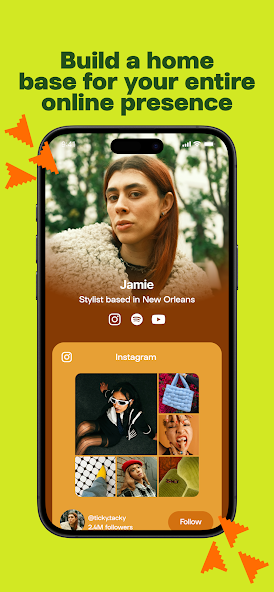 Build a home
base for your entire
online presence
Jamie
Stylist based in New Orleans
Instagram
@tickytacky
2.4M followers
Follow